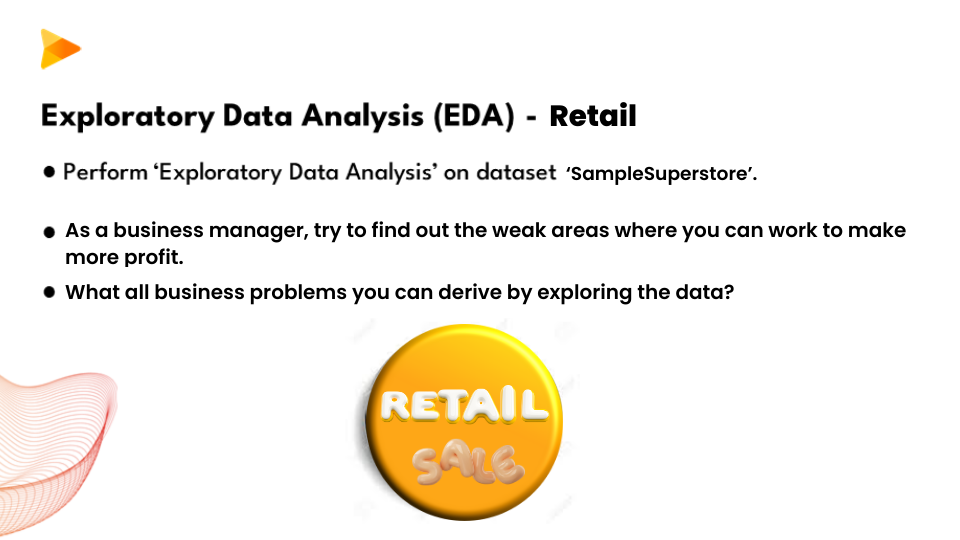 Exploratory Data Analysis (EDA) - Retail
• Perform ‘Exploratory Data Analysis’ on dataset ‘SampleSuperstore’.
• As a business manager, try to find out the weak areas where you can work to make
more profit.
• What all business problems you can derive by exploring the data?
RETAIL
SALE